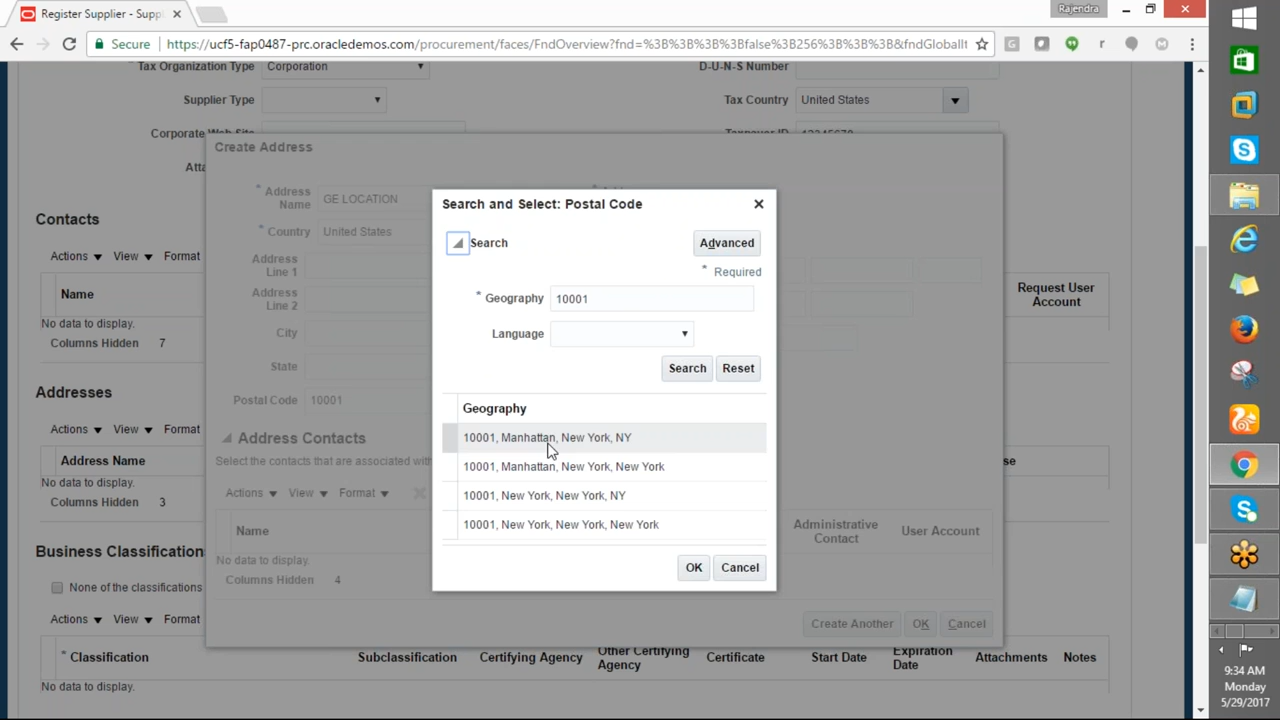 Register Supplier - Suppl
Rajendra
Secure
https://ucf5-fap0487-prc.oracledemos.com/procurement/faces/FndOverview?fnd=%3B%3B%3B%3Bfalse%3B256%3B%3B%3B&fndGlobalIt
Tax Organization Type Corporation
D-U-N-S Number
Supplier Type
Tax Country United States
Corporate Web Site
Taxpayer ID 12345678
Atta
Create Address
* Address Name GE LOCATION
* Country United States
Address Line 1
Address Line 2
City
State
Postal Code 10001
Address Contacts
Select the contacts that are associated with
Actions View Format
Name
Administrative Contact
User Account
No data to display.
Columns Hidden 4
Create Another OK Cancel
Search and Select: Postal Code
Search
Advanced
* Required
* Geography 10001
Language
Search Reset
Geography
10001, Manhattan, New York, NY
10001, Manhattan, New York, New York
10001, New York, New York, NY
10001, New York, New York, New York
OK Cancel
Contacts
Actions View Format
Name
Request User Account
No data to display.
Columns Hidden 7
Addresses
Actions View Format
Address Name
se
No data to display.
Columns Hidden 3
Business Classification
None of the classifications
Actions View Format
* Classification Subclassification Certifying Agency Other Certifying Agency Certificate Start Date Expiration Date Attachments Notes
No data to display.
9:34 AM
Monday
5/29/2017